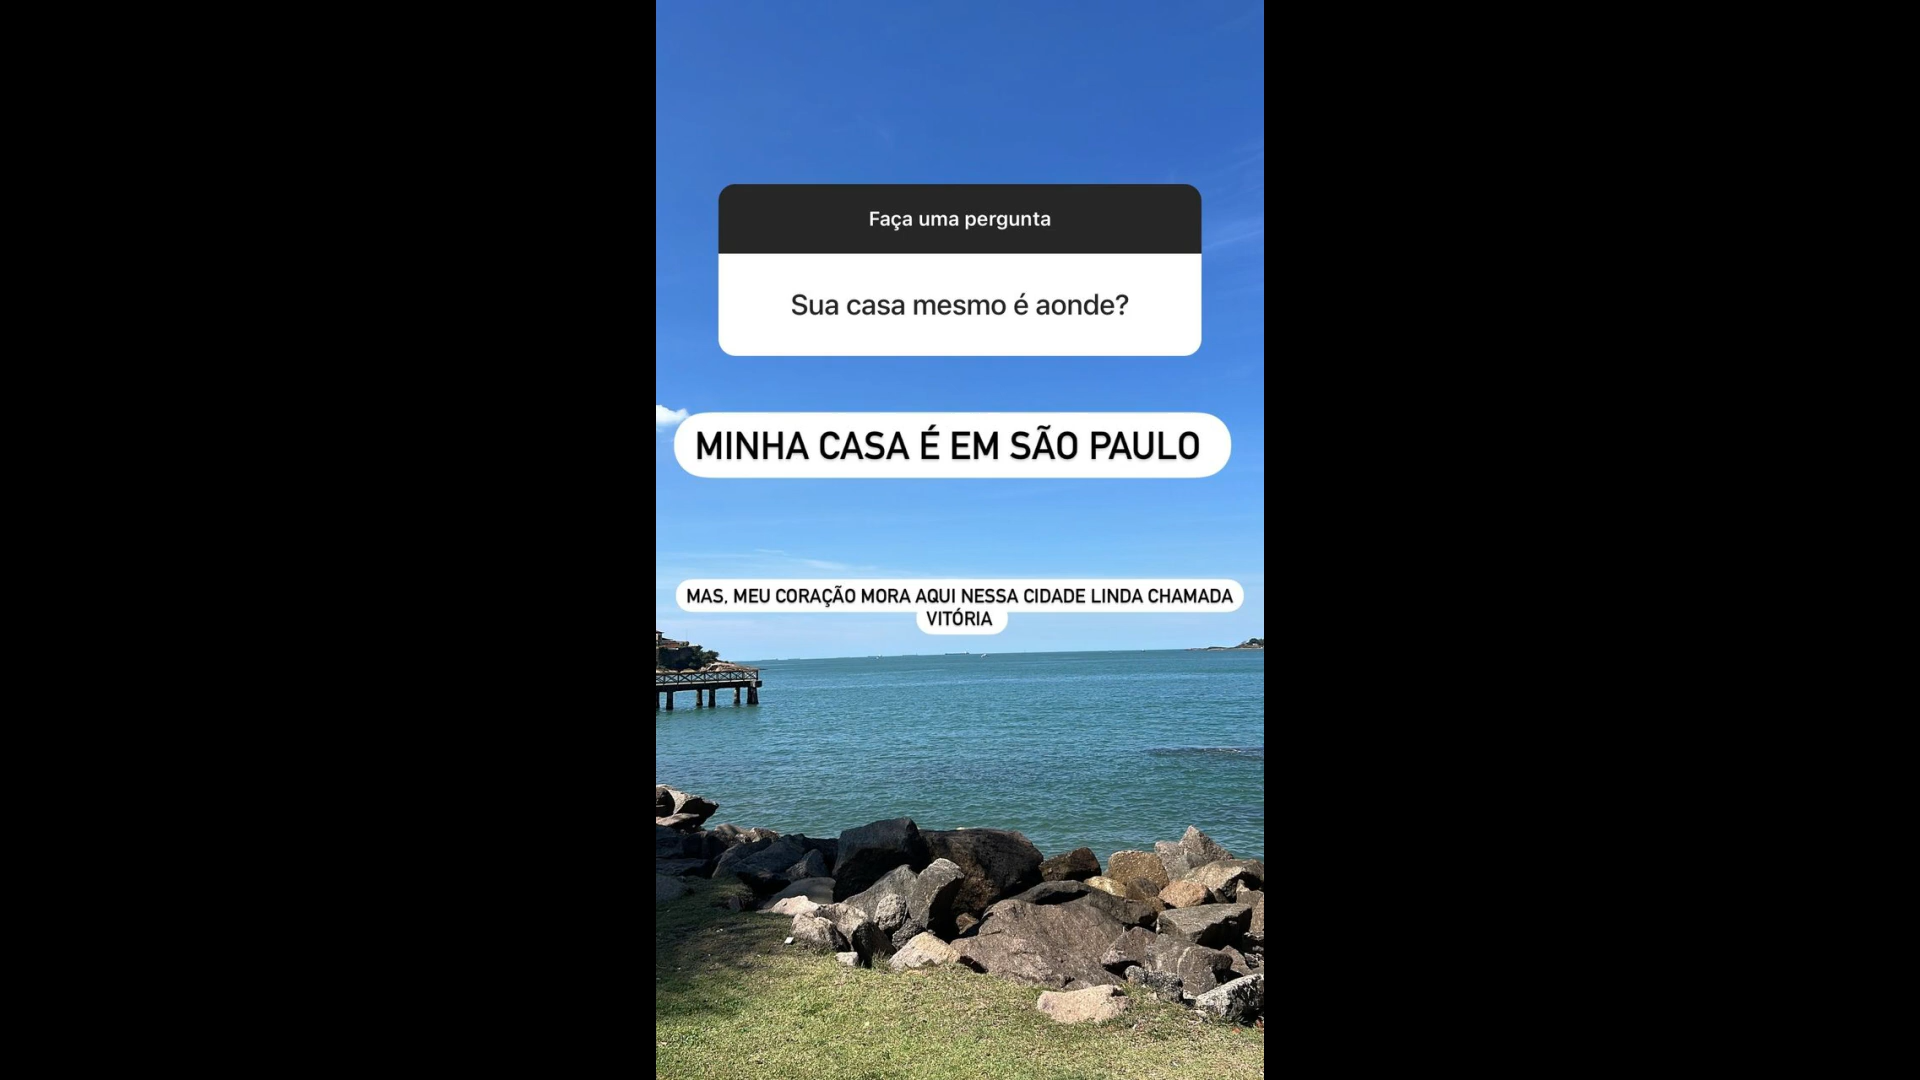 Faça uma pergunta
Sua casa mesmo é aonde?
MINHA CASA É EM SÃO PAULO
MAS, MEU CORAÇÃO MORA AQUI NESSA CIDADE LINDA CHAMADA
VITÓRIA